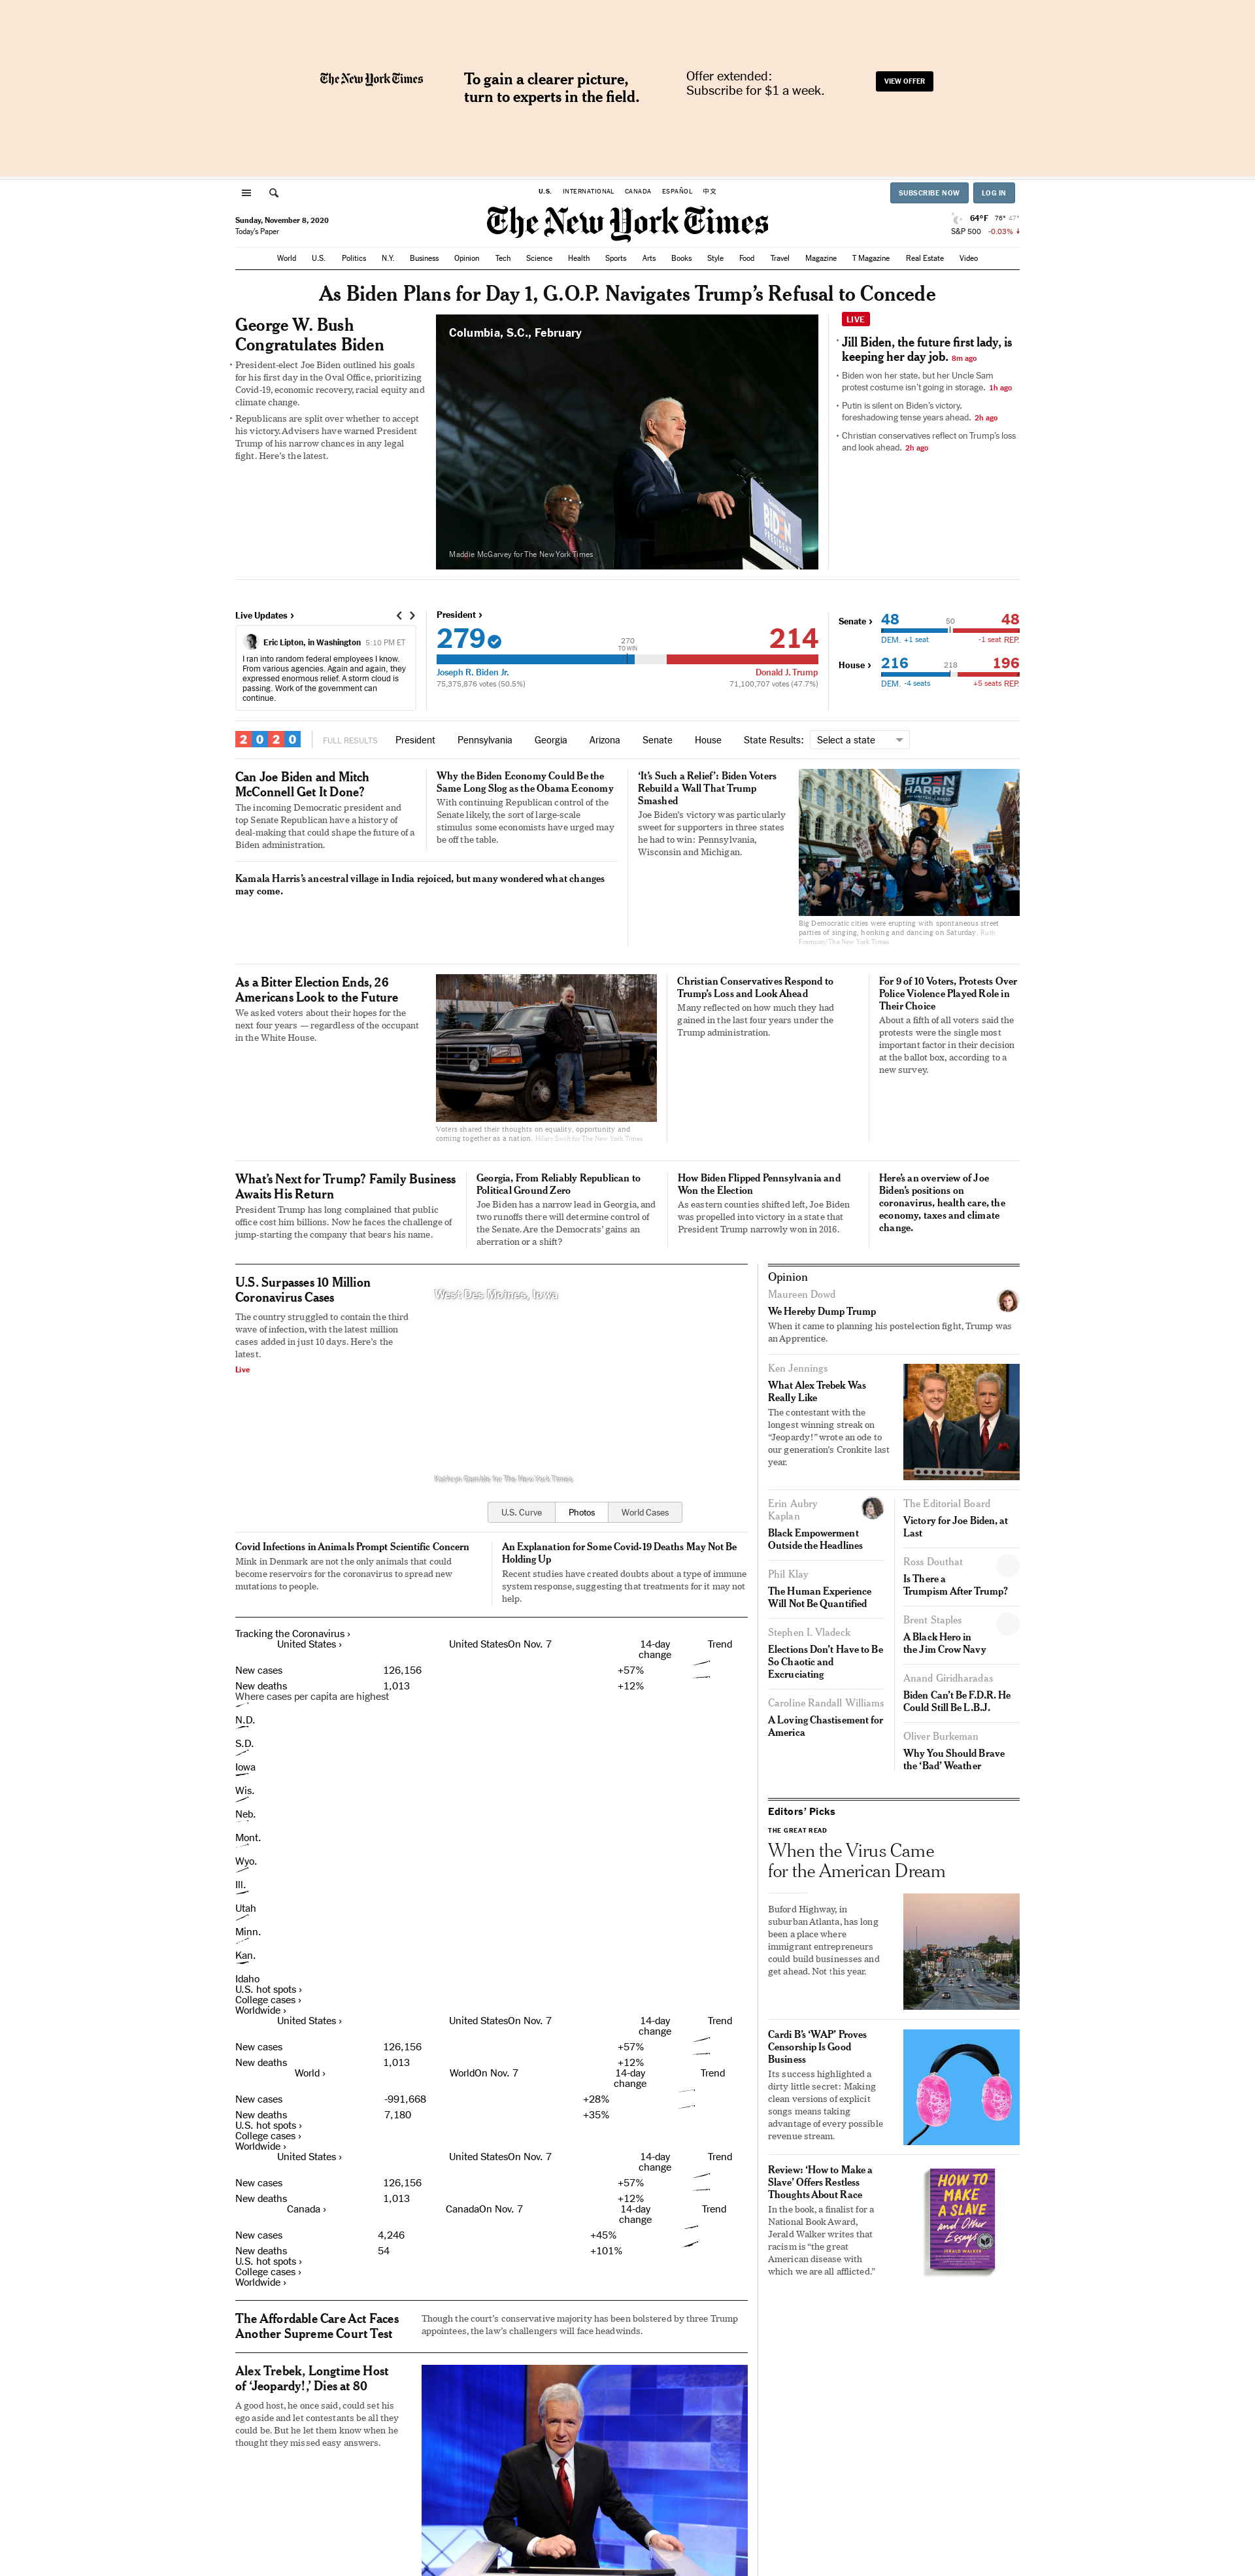 The New York Times
To gain a clearer picture,
turn to experts in the field.
Offer extended:
Subscribe for $1 a week.
VIEW OFFER
U.S. INTERNATIONAL CANADA ESPAÑOL 中文
SUBSCRIBE NOW LOG IN
Sunday, November 8, 2020
Today's Paper
The New York Times
64°F 76° 47°
S&P 500 -0.03%
World U.S. Politics N.Y. Business Opinion Tech Science Health Sports Arts Books Style Food Travel Magazine T Magazine Real Estate Video
As Biden Plans for Day 1, G.O.P. Navigates Trump's Refusal to Concede
George W. Bush
Congratulates Biden
President-elect Joe Biden outlined his goals
for his first day in the Oval Office, prioritizing
Covid-19, economic recovery, racial equity and
climate change.
Republicans are split over whether to accept
his victory. Advisers have warned President
Trump of his narrow chances in any legal
fight. Here's the latest.
Columbia, S.C., February
BIDEN
PRESIDENT
Maddie McGarvey for The New York Times
LIVE
Jill Biden, the future first lady, is
keeping her day job. 8m ago
Biden won her state, but her Uncle Sam
protest costume isn't going in storage. 1h ago
Putin is silent on Biden's victory,
foreshadowing tense years ahead. 2h ago
Christian conservatives reflect on Trump's loss
and look ahead. 2h ago
Live Updates ›
Eric Lipton, in Washington 5:10 PM ET
I ran into random federal employees I know.
From various agencies. Again and again, they
expressed enormous relief. A storm cloud is
passing. Work of the government can
continue.
President ›
279
270
TO WIN
214
Joseph R. Biden Jr.
Donald J. Trump
75,375,876 votes (50.5%)
71,100,707 votes (47.7%)
Senate ›
48 50 48
DEM. +1 seat -1 seat REP.
House ›
216 218 196
DEM. -4 seats +5 seats REP.
2020 FULL RESULTS President Pennsylvania Georgia Arizona Senate House State Results: Select a state
Can Joe Biden and Mitch
McConnell Get It Done?
The incoming Democratic president and
top Senate Republican have a history of
deal-making that could shape the future of a
Biden administration.
Why the Biden Economy Could Be the
Same Long Slog as the Obama Economy
With continuing Republican control of the
Senate likely, the sort of large-scale
stimulus some economists have urged may
be off the table.
Kamala Harris's ancestral village in India rejoiced, but many wondered what changes
may come.
'It's Such a Relief': Biden Voters
Rebuild a Wall That Trump
Smashed
Joe Biden's victory was particularly
sweet for supporters in three states
he had to win: Pennsylvania,
Wisconsin and Michigan.
BIDEN
HARRIS
Big Democratic cities were erupting with spontaneous street
parties of singing, honking and dancing on Saturday. Ruth
Fremson/The New York Times
As a Bitter Election Ends, 26
Americans Look to the Future
We asked voters about their hopes for the
next four years — regardless of the occupant
in the White House.
Voters shared their thoughts on equality, opportunity and
coming together as a nation. Hilary Swift for The New York Times
Christian Conservatives Respond to
Trump's Loss and Look Ahead
Many reflected on how much they had
gained in the last four years under the
Trump administration.
For 9 of 10 Voters, Protests Over
Police Violence Played Role in
Their Choice
About a fifth of all voters said the
protests were the single most
important factor in their decision
at the ballot box, according to a
new survey.
What's Next for Trump? Family Business
Awaits His Return
President Trump has long complained that public
office cost him billions. Now he faces the challenge of
jump-starting the company that bears his name.
Georgia, From Reliably Republican to
Political Ground Zero
Joe Biden has a narrow lead in Georgia, and
two runoffs there will determine control of
the Senate. Are the Democrats' gains an
aberration or a shift?
How Biden Flipped Pennsylvania and
Won the Election
As eastern counties shifted left, Joe Biden
was propelled into victory in a state that
President Trump narrowly won in 2016.
Here's an overview of Joe
Biden's positions on
coronavirus, health care, the
economy, taxes and climate
change.
U.S. Surpasses 10 Million
Coronavirus Cases
The country struggled to contain the third
wave of infection, with the latest million
cases added in just 10 days. Here's the
latest.
Live
West Des Moines, Iowa
Kathryn Gamble for The New York Times
U.S. Curve Photos World Cases
Covid Infections in Animals Prompt Scientific Concern
Mink in Denmark are not the only animals that could
become reservoirs for the coronavirus to spread new
mutations to people.
An Explanation for Some Covid-19 Deaths May Not Be
Holding Up
Recent studies have created doubts about a type of immune
system response, suggesting that treatments for it may not
help.
Tracking the Coronavirus ›
United States › United StatesOn Nov. 7 14-day
change Trend
New cases 126,156 +57%
New deaths 1,013 +12%
Where cases per capita are highest
N.D.
S.D.
Iowa
Wis.
Neb.
Mont.
Wyo.
Ill.
Utah
Minn.
Kan.
Idaho
U.S. hot spots ›
College cases ›
Worldwide ›
United States › United StatesOn Nov. 7 14-day
change Trend
New cases 126,156 +57%
New deaths 1,013 +12%
World › WorldOn Nov. 7 14-day
change Trend
New cases -991,668 +28%
New deaths 7,180 +35%
U.S. hot spots ›
College cases ›
Worldwide ›
United States › United StatesOn Nov. 7 14-day
change Trend
New cases 126,156 +57%
New deaths 1,013 +12%
Canada › CanadaOn Nov. 7 14-day
change Trend
New cases 4,246 +45%
New deaths 54 +101%
U.S. hot spots ›
College cases ›
Worldwide ›
The Affordable Care Act Faces
Another Supreme Court Test
Though the court's conservative majority has been bolstered by three Trump
appointees, the law's challengers will face headwinds.
Alex Trebek, Longtime Host
of 'Jeopardy!,' Dies at 80
A good host, he once said, could set his
ego aside and let contestants be all they
could be. But he let them know when he
thought they missed easy answers.
Opinion
Maureen Dowd
We Hereby Dump Trump
When it came to planning his postelection fight, Trump was
an Apprentice.
Ken Jennings
What Alex Trebek Was
Really Like
The contestant with the
longest winning streak on
"Jeopardy!" wrote an ode to
our generation's Cronkite last
year.
Erin Aubry
Kaplan
Black Empowerment
Outside the Headlines
Phil Klay
The Human Experience
Will Not Be Quantified
Stephen I. Vladeck
Elections Don't Have to Be
So Chaotic and
Excruciating
Caroline Randall Williams
A Loving Chastisement for
America
The Editorial Board
Victory for Joe Biden, at
Last
Ross Douthat
Is There a
Trumpism After Trump?
Brent Staples
A Black Hero in
the Jim Crow Navy
Anand Giridharadas
Biden Can't Be F.D.R. He
Could Still Be L.B.J.
Oliver Burkeman
Why You Should Brave
the 'Bad' Weather
Editors' Picks
THE GREAT READ
When the Virus Came
for the American Dream
Buford Highway, in
suburban Atlanta, has long
been a place where
immigrant entrepreneurs
could build businesses and
get ahead. Not this year.
Cardi B's 'WAP' Proves
Censorship Is Good
Business
Its success highlighted a
dirty little secret: Making
clean versions of explicit
songs means taking
advantage of every possible
revenue stream.
Review: 'How to Make a
Slave' Offers Restless
Thoughts About Race
In the book, a finalist for a
National Book Award,
Jerald Walker writes that
racism is "the great
American disease with
which we are all afflicted."
HOW TO
MAKE
A SLAVE
and Other
Essays
JERALD WALKER